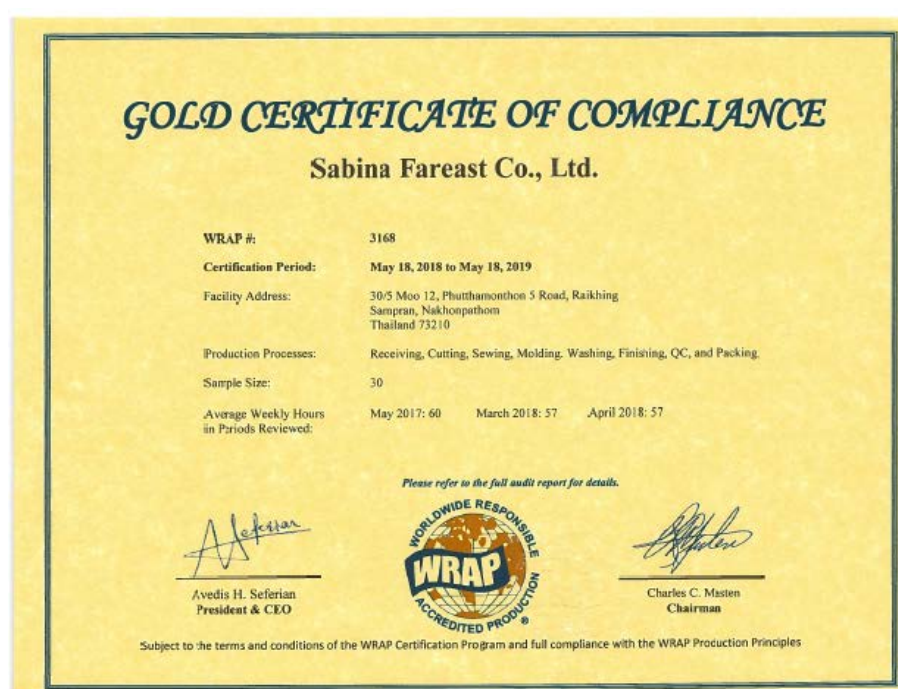 GOLD CERTIFICATE OF COMPLIANCE
Sabina Fareast Co., Ltd.
WRAP #: 3168
Certification Period: May 18, 2018 to May 18, 2019
Facility Address: 30/5 Moo 12, Phutthamonthon 5 Road, Raikhing
Sampran, Nakhonpathom
Thailand 73210
Production Processes: Receiving, Cutting, Sewing, Molding. Washing, Finishing, QC, and Packing.
Sample Size: 30
Average Weekly Hours May 2017: 60 March 2018: 57 April 2018: 57
in Periods Reviewed:
Please refer to the full audit report for details.
WORLDWIDE RESPONSIBLE
WRAP
ACCREDITED PRODUCTION
®
Avedis H. Seferian
President & CEO
Charles C. Masten
Chairman
Subject to the terms and conditions of the WRAP Certification Program and full compliance with the WRAP Production Principles